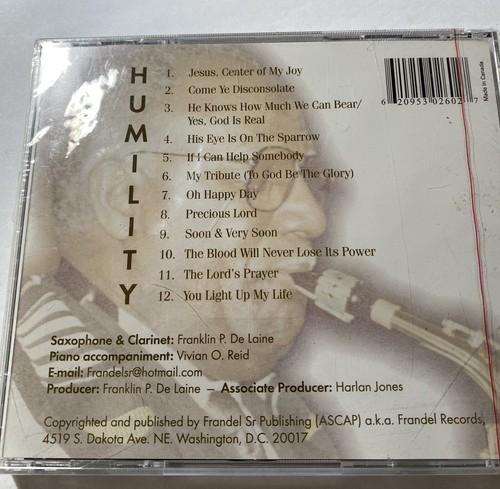 HUMILITY
1. Jesus, Center of My Joy
2. Come Ye Disconsolate
3. He Knows How Much We Can Bear/
Yes, God Is Real
4. His Eye Is On The Sparrow
5. If I Can Help Somebody
6. My Tribute (To God Be The Glory)
7. Oh Happy Day
8. Precious Lord
9. Soon & Very Soon
10. The Blood Will Never Lose Its Power
11. The Lord's Prayer
12. You Light Up My Life
6 20953 02602 7
Made in Canada
Saxophone & Clarinet: Franklin P. De Laine
Piano accompaniment: Vivian O. Reid
E-mail: Frandelsr@hotmail.com
Producer: Franklin P. De Laine – Associate Producer: Harlan Jones
Copyrighted and published by Frandel Sr Publishing (ASCAP) a.k.a. Frandel Records,
4519 S. Dakota Ave. NE. Washington, D.C. 20017